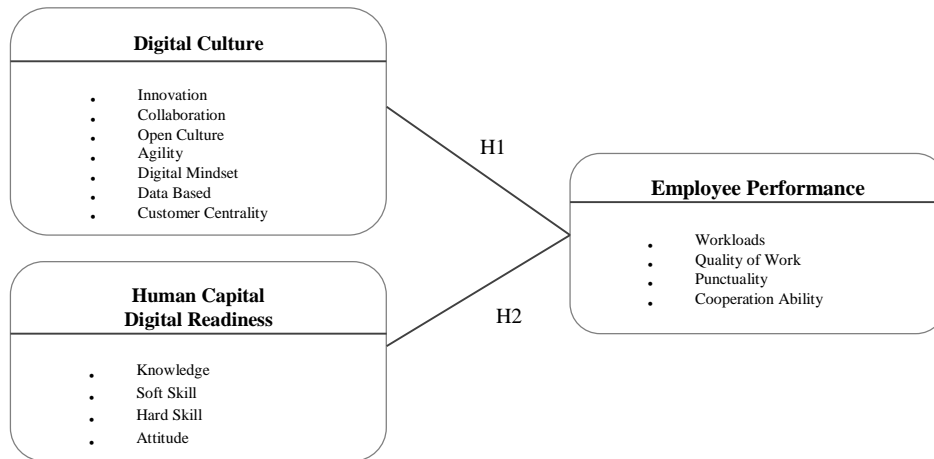 Digital Culture
• Innovation
• Collaboration
• Open Culture
• Agility
• Digital Mindset
• Data Based
• Customer Centrality
H1
Employee Performance
• Workloads
• Quality of Work
• Punctuality
• Cooperation Ability
Human Capital
Digital Readiness
H2
• Knowledge
• Soft Skill
• Hard Skill
• Attitude